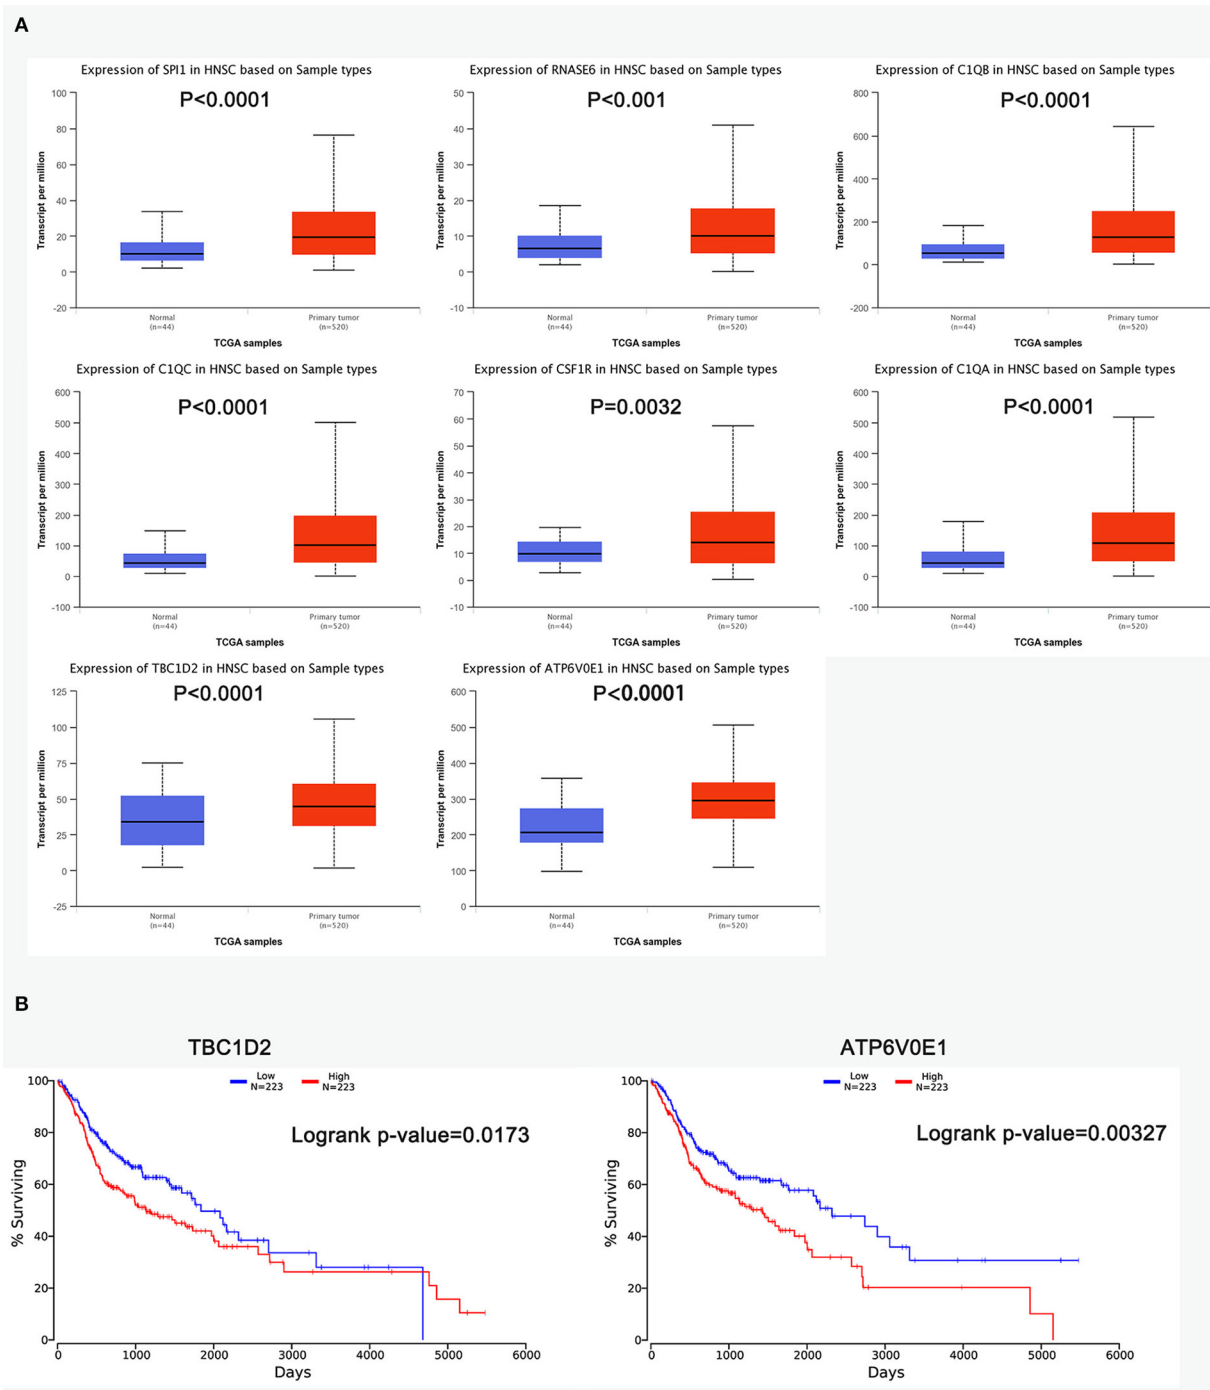 A
Expression of SPI1 in HNSC based on Sample types
P<0.0001
Transcript per million
100
80
60
40
20
0
-20
Normal
(n=44)
Primary tumor
(n=520)
TCGA samples
Expression of RNASE6 in HNSC based on Sample types
P<0.001
Transcript per million
50
40
30
20
10
0
-10
Normal
(n=44)
Primary tumor
(n=520)
TCGA samples
Expression of C1QB in HNSC based on Sample types
P<0.0001
Transcript per million
800
600
400
200
0
-200
Normal
(n=44)
Primary tumor
(n=520)
TCGA samples
Expression of C1QC in HNSC based on Sample types
P<0.0001
Transcript per million
600
500
400
300
200
100
0
-100
Normal
(n=44)
Primary tumor
(n=520)
TCGA samples
Expression of CSF1R in HNSC based on Sample types
P=0.0032
Transcript per million
70
60
50
40
30
20
10
0
-10
Normal
(n=44)
Primary tumor
(n=520)
TCGA samples
Expression of C1QA in HNSC based on Sample types
P<0.0001
Transcript per million
600
500
400
300
200
100
0
-100
Normal
(n=44)
Primary tumor
(n=520)
TCGA samples
Expression of TBC1D2 in HNSC based on Sample types
P<0.0001
Transcript per million
125
100
75
50
25
0
-25
Normal
(n=44)
Primary tumor
(n=520)
TCGA samples
Expression of ATP6V0E1 in HNSC based on Sample types
P<0.0001
Transcript per million
600
500
400
300
200
100
0
Normal
(n=44)
Primary tumor
(n=520)
TCGA samples
B
TBC1D2
Low
N=223
High
N=223
Logrank p-value=0.0173
% Surviving
100
80
60
40
20
0
0 1000 2000 3000 4000 5000 6000
Days
ATP6V0E1
Low
N=223
High
N=223
Logrank p-value=0.00327
% Surviving
100
80
60
40
20
0
0 1000 2000 3000 4000 5000 6000
Days